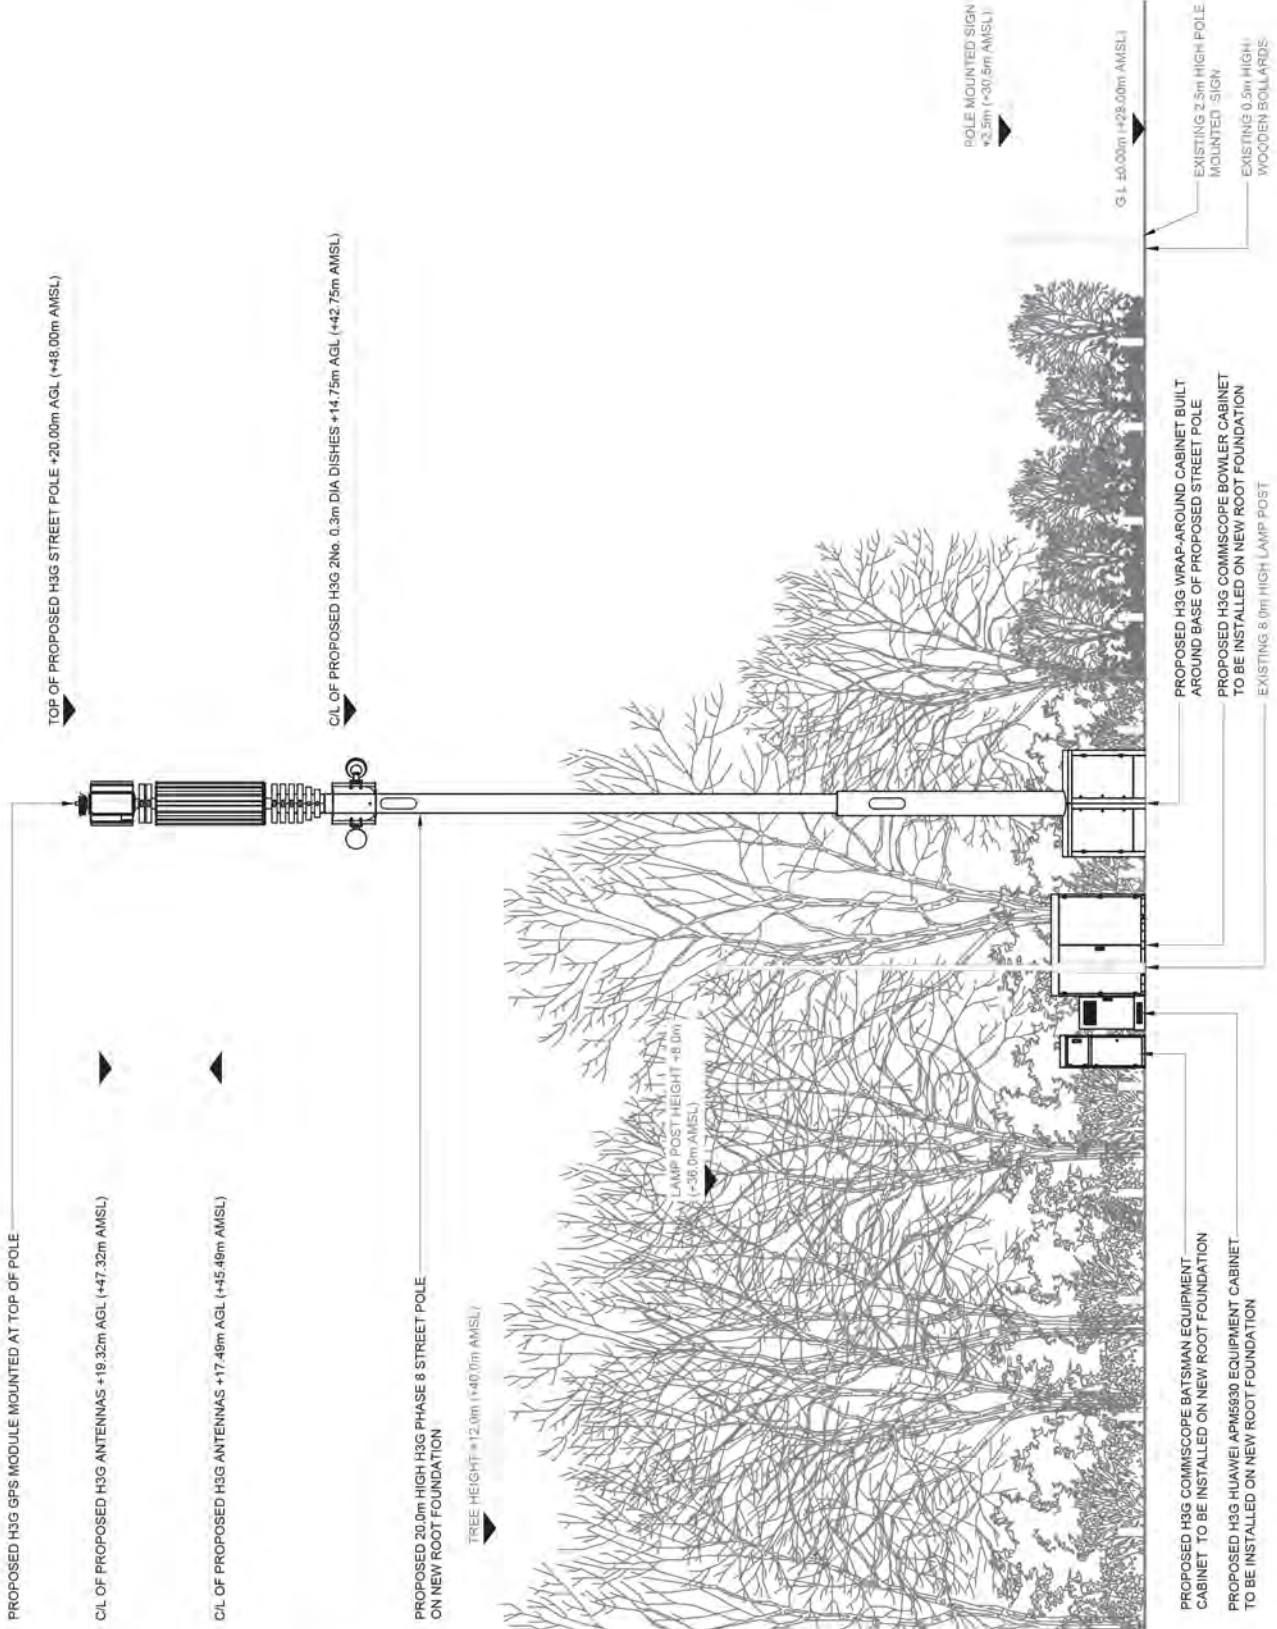 PROPOSED H3G GPS MODULE MOUNTED AT TOP OF POLE
TOP OF PROPOSED H3G STREET POLE +20.00m AGL (+48.00m AMSL)
C/L OF PROPOSED H3G ANTENNAS +19.32m AGL (+47.32m AMSL)
C/L OF PROPOSED H3G ANTENNAS +17.49m AGL (+45.49m AMSL)
C/L OF PROPOSED H3G 2No. 0.3m DIA DISHES +14.75m AGL (+42.75m AMSL)
PROPOSED 20.0m HIGH H3G PHASE 8 STREET POLE
ON NEW ROOT FOUNDATION
TREE HEIGHT +12.0m (+40.0m AMSL)
LAMP POST HEIGHT +8.0m
(+36.0m AMSL)
POLE MOUNTED SIGN
+2.5m (+30.5m AMSL)
G.L ±0.00m (+28.00m AMSL)
PROPOSED H3G COMMSCOPE BATSMAN EQUIPMENT
CABINET TO BE INSTALLED ON NEW ROOT FOUNDATION
PROPOSED H3G HUAWEI APM5930 EQUIPMENT CABINET
TO BE INSTALLED ON NEW ROOT FOUNDATION
PROPOSED H3G WRAP-AROUND CABINET BUILT
AROUND BASE OF PROPOSED STREET POLE
PROPOSED H3G COMMSCOPE BOWLER CABINET
TO BE INSTALLED ON NEW ROOT FOUNDATION
EXISTING 8.0m HIGH LAMP POST
EXISTING 2.5m HIGH POLE
MOUNTED SIGN
EXISTING 0.5m HIGH
WOODEN BOLLARDS